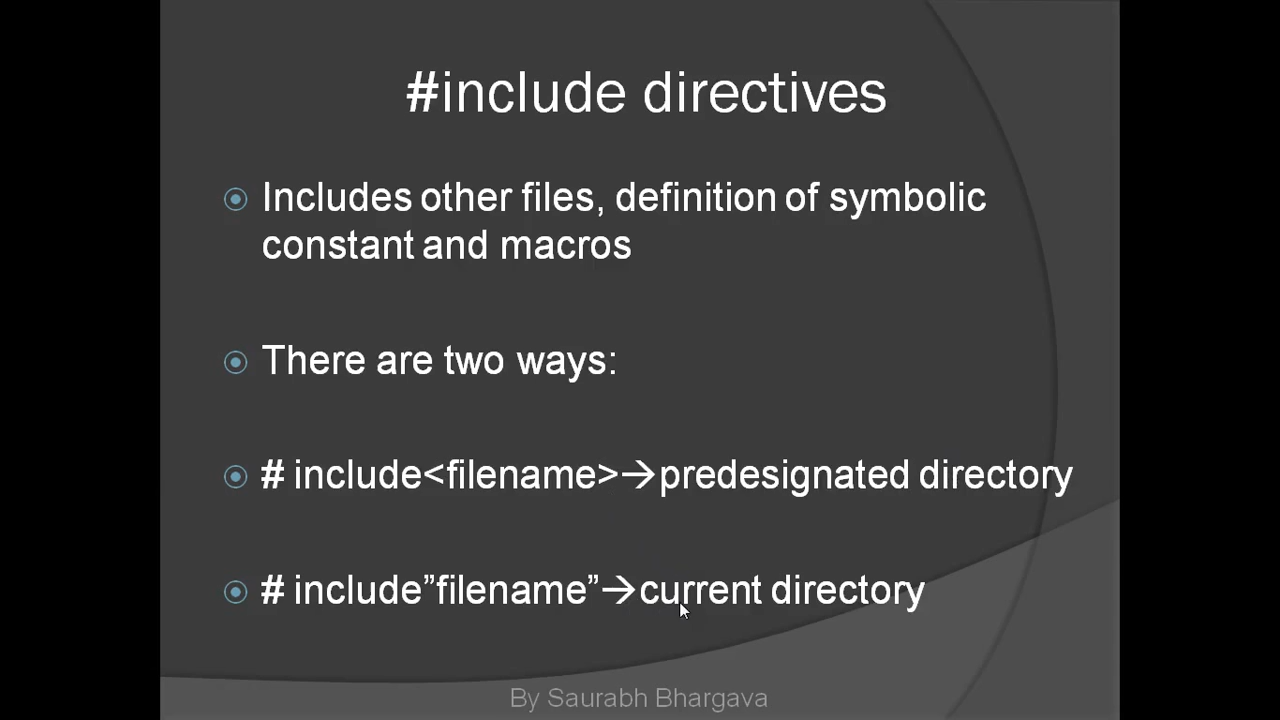 #include directives
Includes other files, definition of symbolic
constant and macros
There are two ways:
# include<filename>→predesignated directory
# include”filename”→current directory
By Saurabh Bhargava